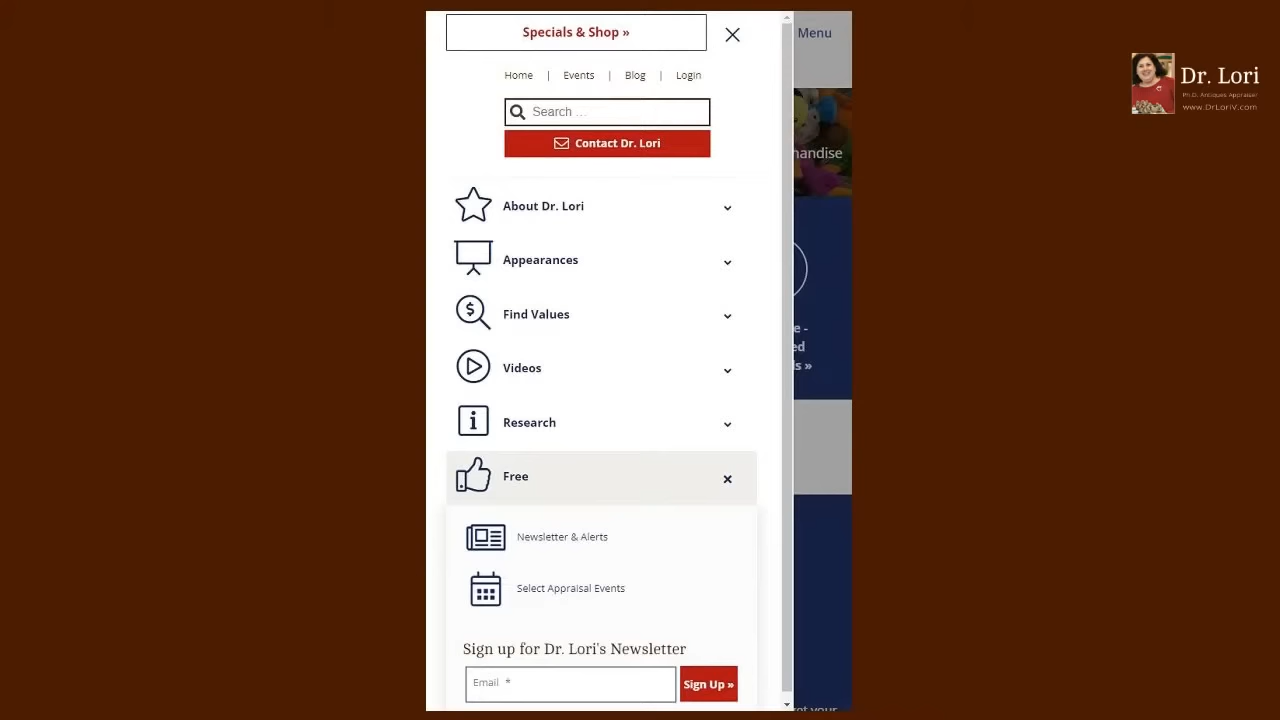 Specials & Shop »
Menu
Home | Events | Blog | Login
Search ...
Contact Dr. Lori
About Dr. Lori
Appearances
Find Values
Videos
Research
Free
Newsletter & Alerts
Select Appraisal Events
Sign up for Dr. Lori's Newsletter
Email *
Sign Up »
handise
e -
ed
s »
Dr. Lori
Ph.D. Antiques Appraiser
www.DrLoriV.com